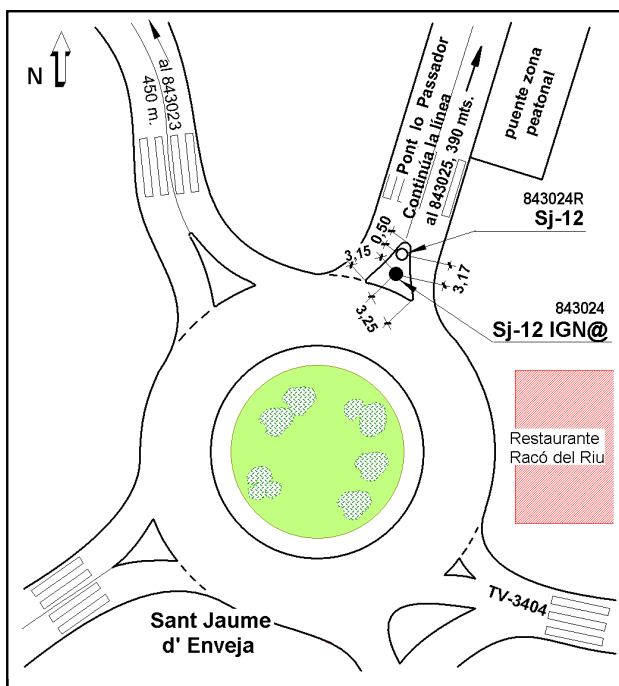 N
al 843023
450 m.
Pont lo Passador
Continúa la línea
al 843025, 390 mts.
puente zona
peatonal
843024R
Sj-12
0,50
3,15
3,17
3,25
843024
Sj-12 IGN@
Restaurante
Racó del Riu
TV-3404
Sant Jaume
d' Enveja